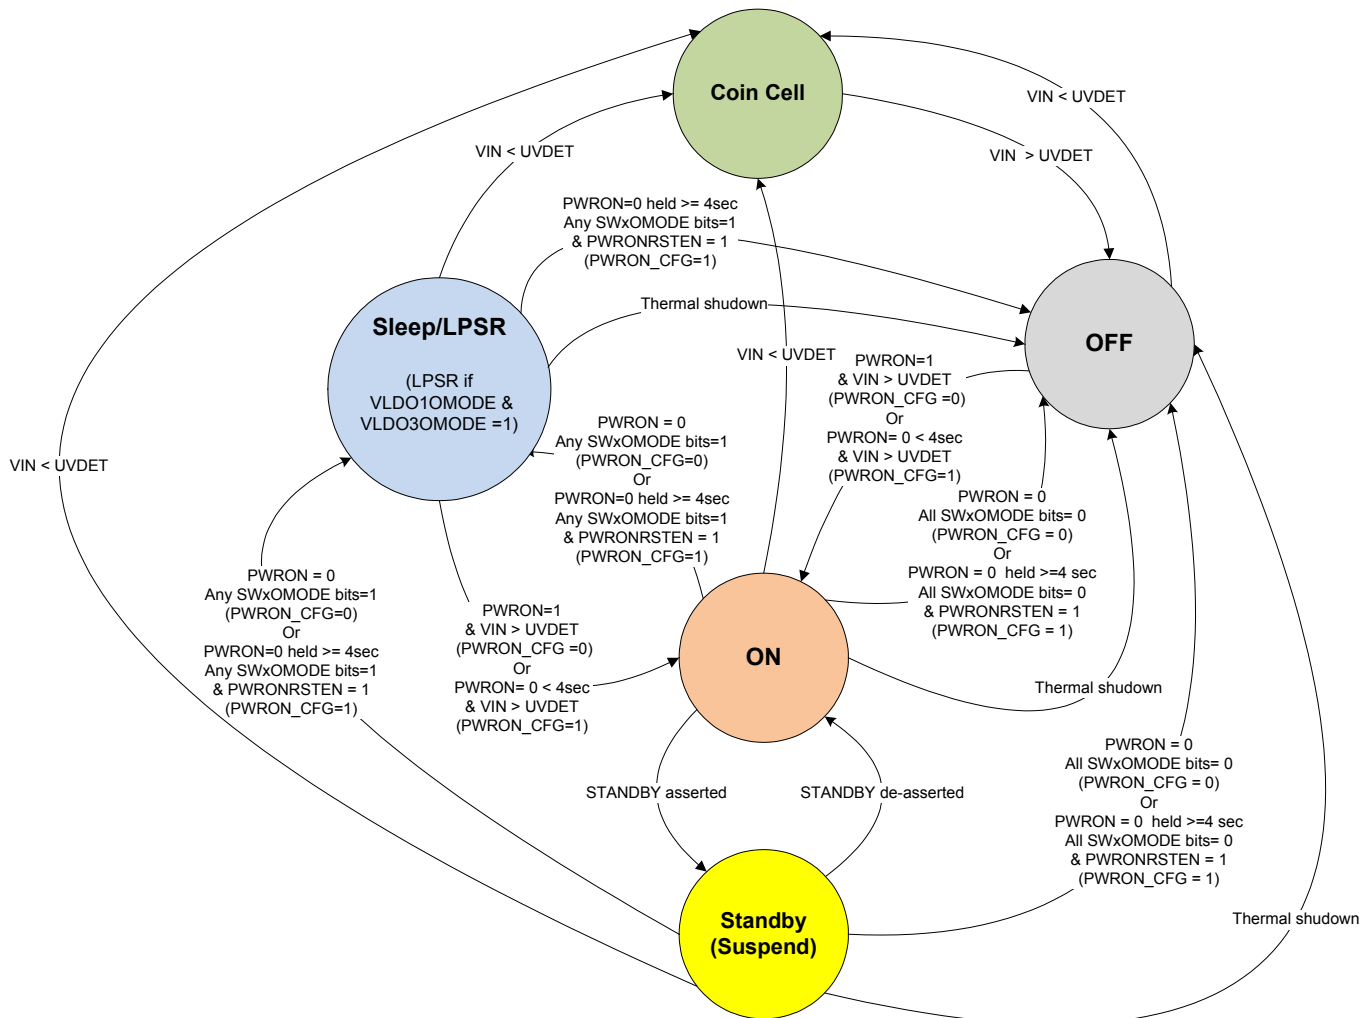 Coin Cell
VIN < UVDET
VIN < UVDET
VIN > UVDET
PWRON=0 held >= 4sec
Any SWxOMODE bits=1
& PWRONRSTEN = 1
(PWRON_CFG=1)
Thermal shudown
Sleep/LPSR
(LPSR if
VLDO1OMODE &
VLDO3OMODE =1)
OFF
VIN < UVDET
PWRON=1
& VIN > UVDET
(PWRON_CFG =0)
Or
PWRON= 0 < 4sec
& VIN > UVDET
(PWRON_CFG=1)
PWRON = 0
Any SWxOMODE bits=1
(PWRON_CFG=0)
Or
PWRON=0 held >= 4sec
Any SWxOMODE bits=1
& PWRONRSTEN = 1
(PWRON_CFG=1)
VIN < UVDET
PWRON = 0
All SWxOMODE bits= 0
(PWRON_CFG = 0)
Or
PWRON = 0 held >=4 sec
All SWxOMODE bits= 0
& PWRONRSTEN = 1
(PWRON_CFG = 1)
PWRON = 0
Any SWxOMODE bits=1
(PWRON_CFG=0)
Or
PWRON=0 held >= 4sec
Any SWxOMODE bits=1
& PWRONRSTEN = 1
(PWRON_CFG=1)
PWRON=1
& VIN > UVDET
(PWRON_CFG =0)
Or
PWRON= 0 < 4sec
& VIN > UVDET
(PWRON_CFG=1)
ON
Thermal shudown
STANDBY asserted
STANDBY de-asserted
PWRON = 0
All SWxOMODE bits= 0
(PWRON_CFG = 0)
Or
PWRON = 0 held >=4 sec
All SWxOMODE bits= 0
& PWRONRSTEN = 1
(PWRON_CFG = 1)
Standby
(Suspend)
Thermal shudown